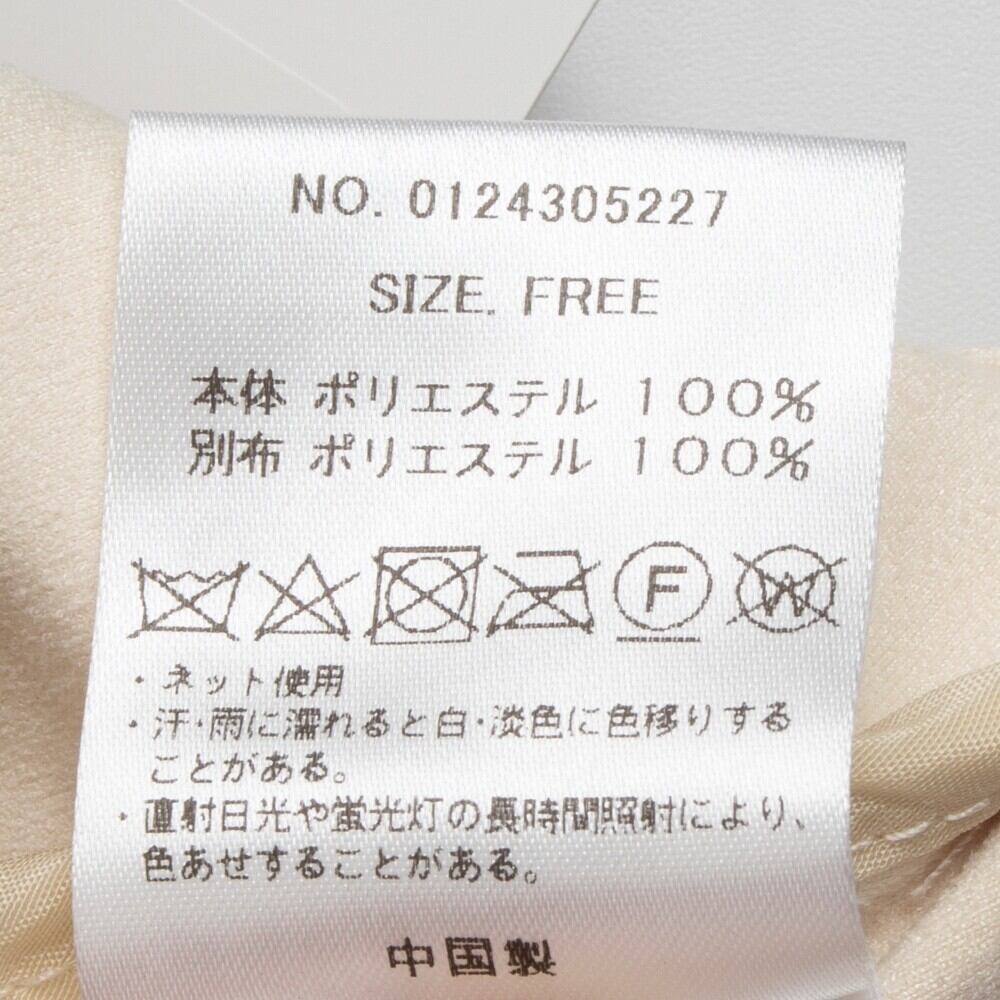 NO. 0124305227
SIZE. FREE
本体 ポリエステル 100%
別布 ポリエステル 100%
F W
・ネット使用
・汗・雨に濡れると白・淡色に色移りする
ことがある。
・直射日光や蛍光灯の長時間照射により、
色あせすることがある。
中国製